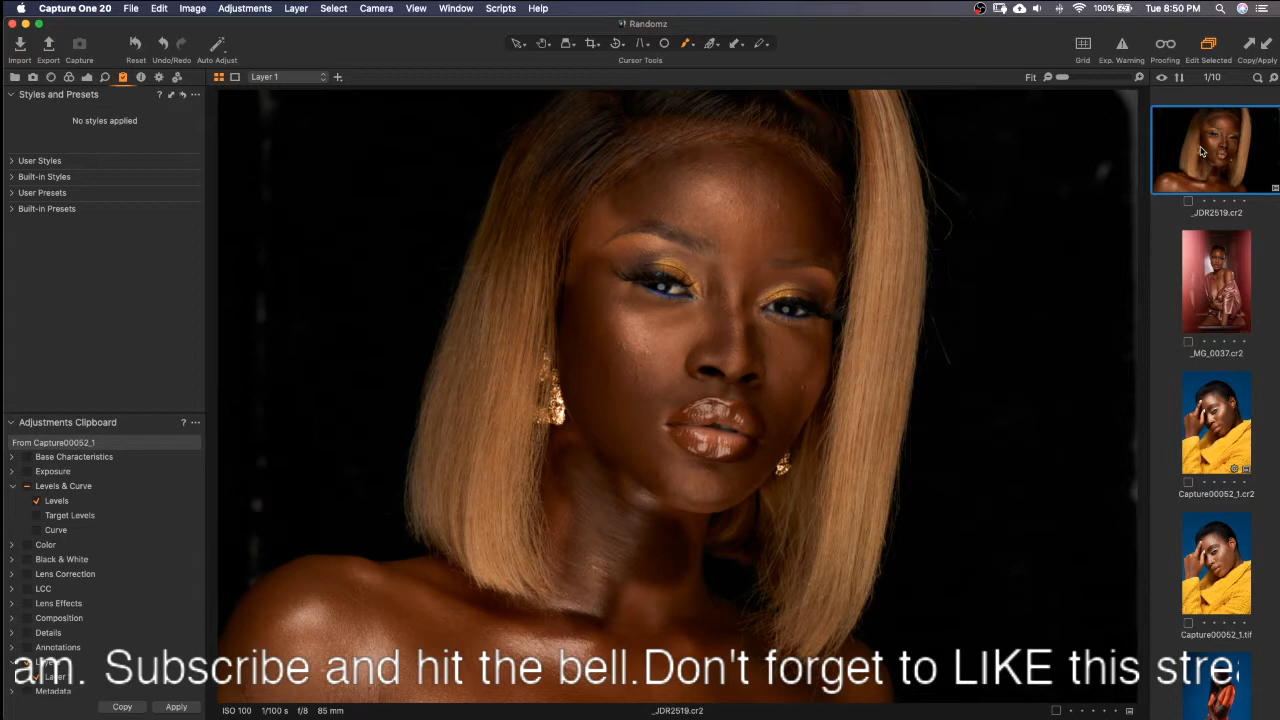 Capture One 20 File Edit Image Adjustments Layer Select Camera View Window Scripts Help 100% Tue 8:50 PM
Randomz
Import Export Capture Reset Undo/Redo Auto Adjust Cursor Tools Grid Exp. Warning Proofing Edit Selected Copy/Apply
Layer 1 Fit 1/10
Styles and Presets ?
No styles applied
User Styles
Built-in Styles
User Presets
Built-in Presets
_JDR2519.cr2
_MG_0037.cr2
Capture00052_1.cr2
Capture00052_1.tif
Adjustments Clipboard ?
From Capture00052_1
Base Characteristics
Exposure
Levels & Curve
Levels
Target Levels
Curve
Color
Black & White
Lens Correction
LCC
Lens Effects
Composition
Details
Annotations
Metadata
am. Subscribe and hit the bell.Don't forget to LIKE this stre
Copy Apply
ISO 100 1/100 s f/8 85 mm _JDR2519.cr2